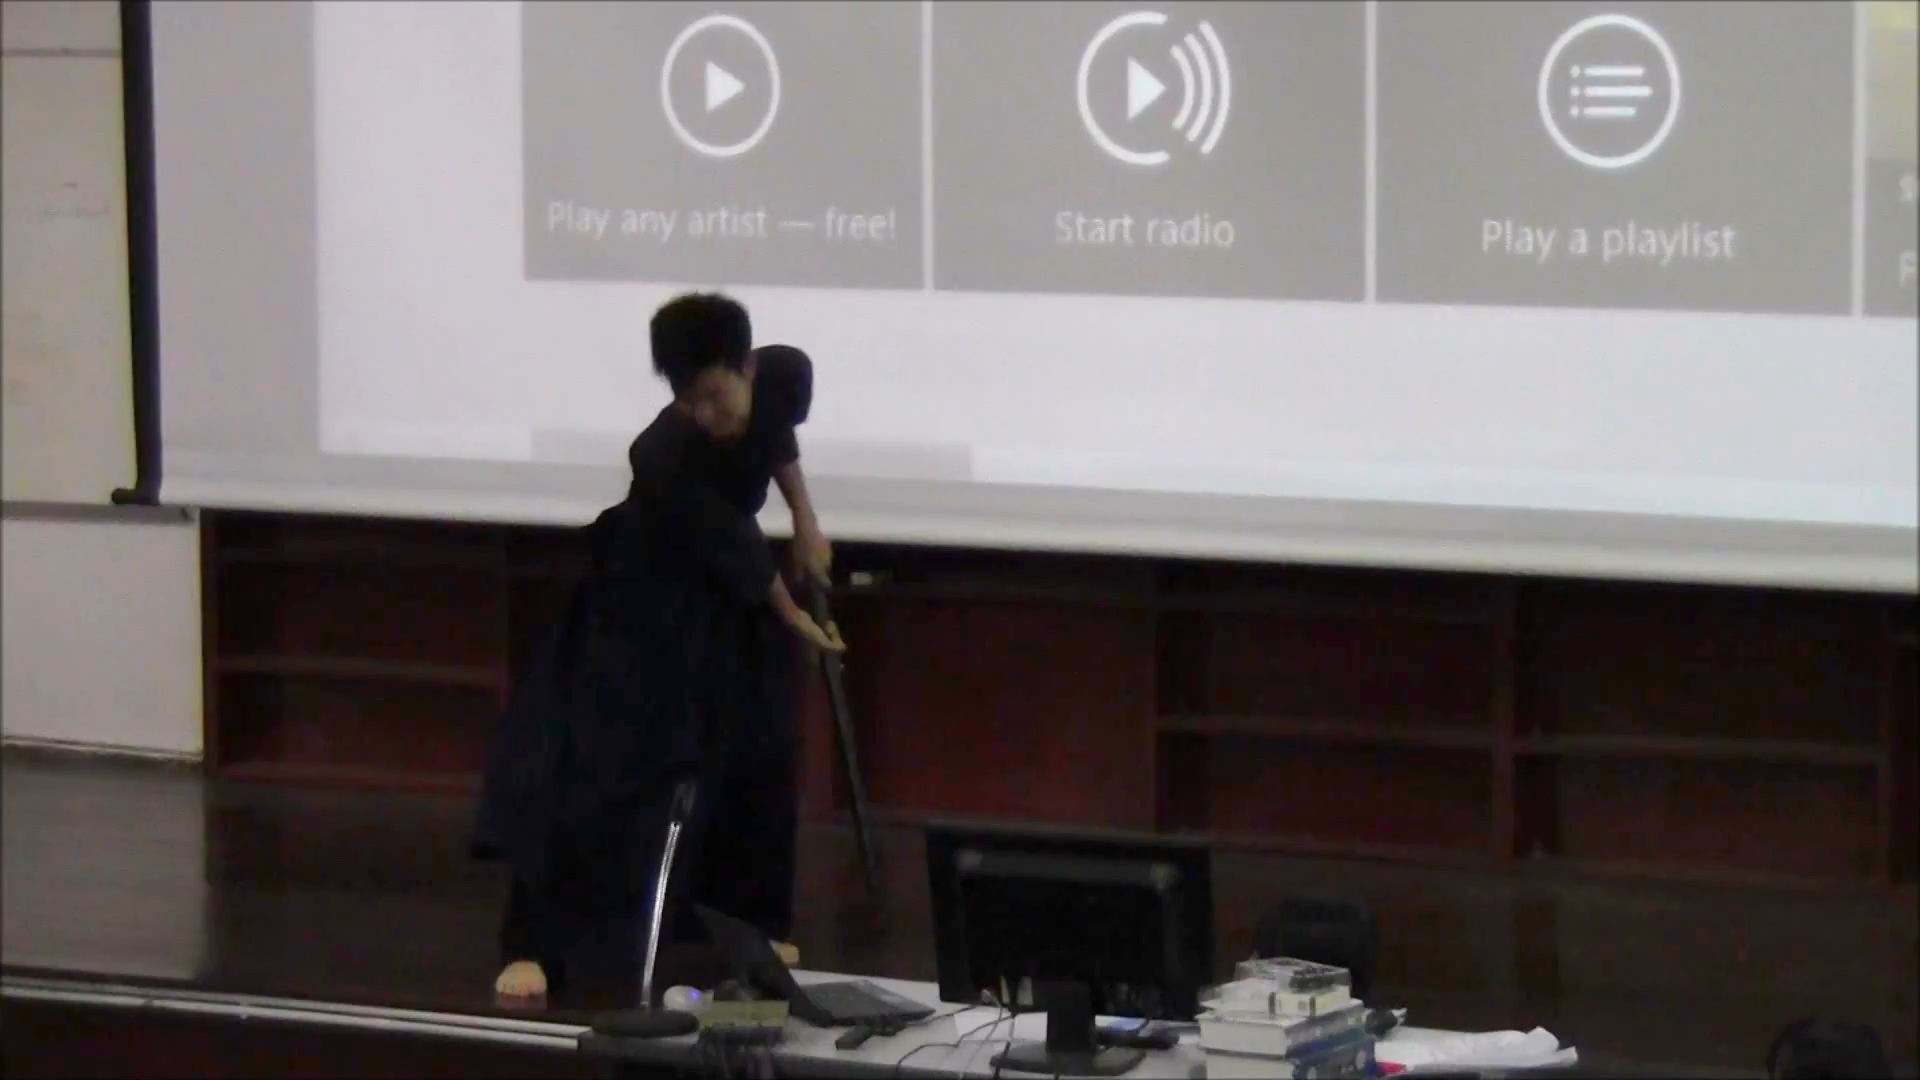 Play any artist — free!
Start radio
Play a playlist